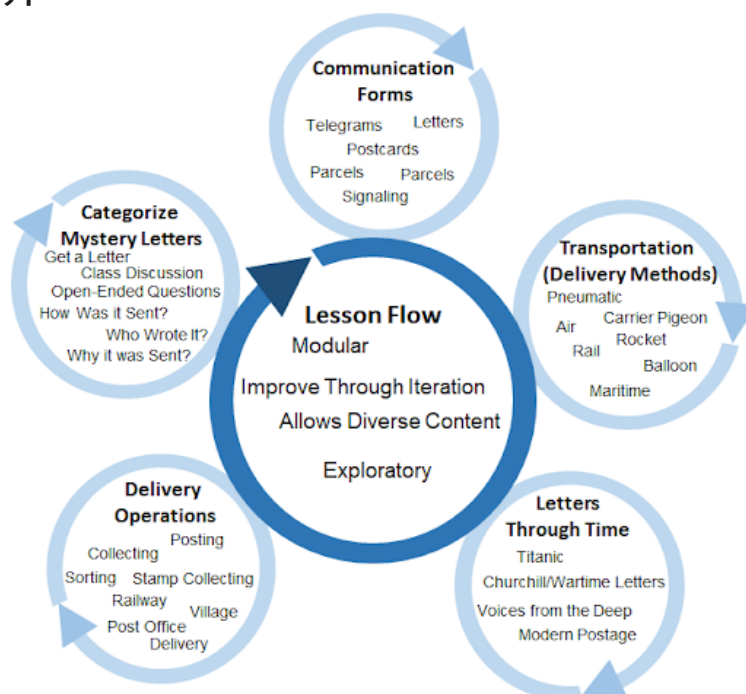 Communication
Forms
Telegrams Letters
Postcards
Parcels Parcels
Signaling
Categorize
Mystery Letters
Get a Letter
Class Discussion
Open-Ended Questions
How Was it Sent?
Who Wrote It?
Why it was Sent?
Transportation
(Delivery Methods)
Pneumatic
Carrier Pigeon
Air
Rocket
Rail
Balloon
Maritime
Lesson Flow
Modular
Improve Through Iteration
Allows Diverse Content
Exploratory
Delivery
Operations
Posting
Collecting
Sorting Stamp Collecting
Railway
Village
Post Office
Delivery
Letters
Through Time
Titanic
Churchill/Wartime Letters
Voices from the Deep
Modern Postage